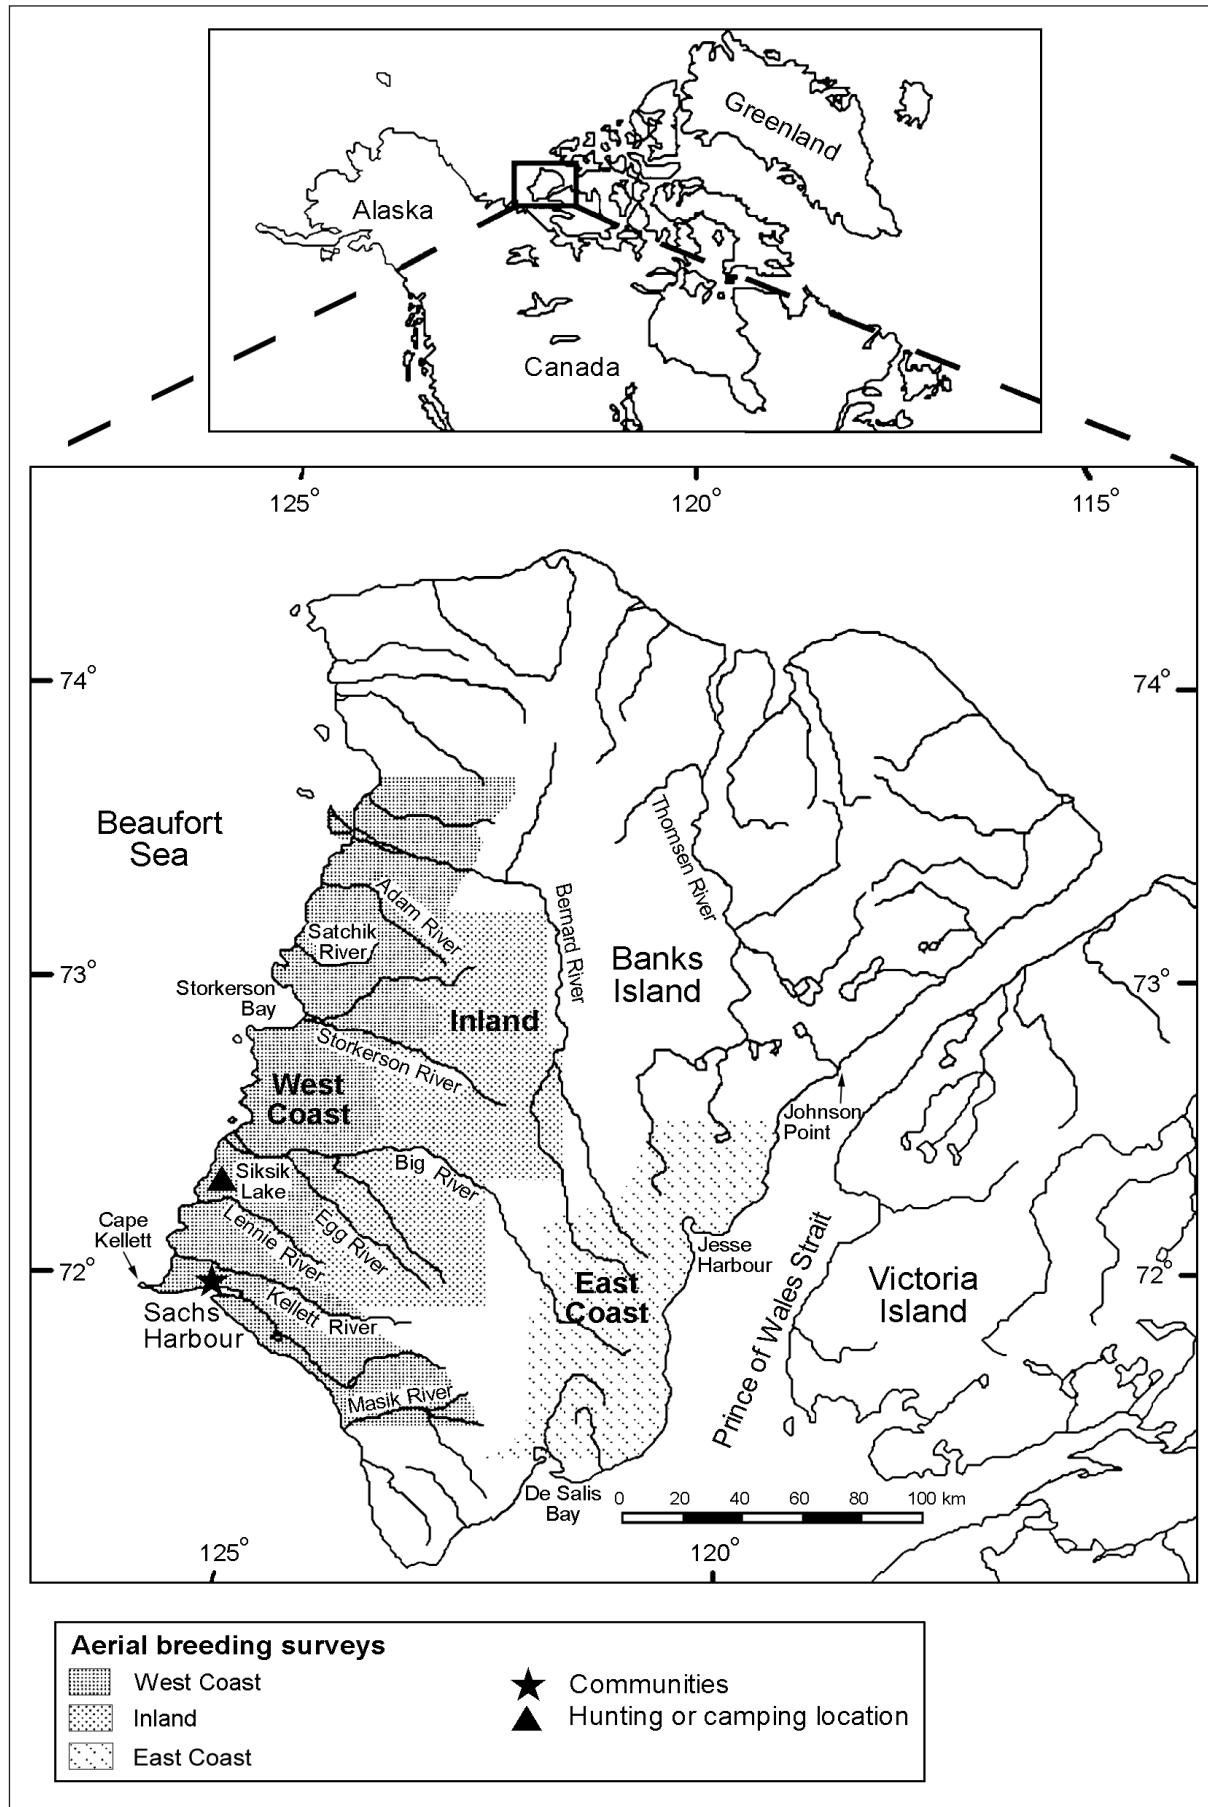 Greenland
Alaska
Canada
125°
120°
115°
74°
74°
Beaufort
Sea
Thomsen River
Adam River
Bernard River
Satchik
River
Banks
Island
73°
73°
Storkerson
Bay
Inland
Storkerson River
West
Coast
Johnson
Point
Big River
Siksik
Lake
Cape
Kellett
Lennie River
Egg River
Jesse
Harbour
Prince of Wales Strait
72°
72°
Victoria
Island
East
Coast
Sachs
Harbour
Kellett River
Masik River
De Salis
Bay
0 20 40 60 80 100 km
125°
120°
Aerial breeding surveys
West Coast
Inland
East Coast
Communities
Hunting or camping location